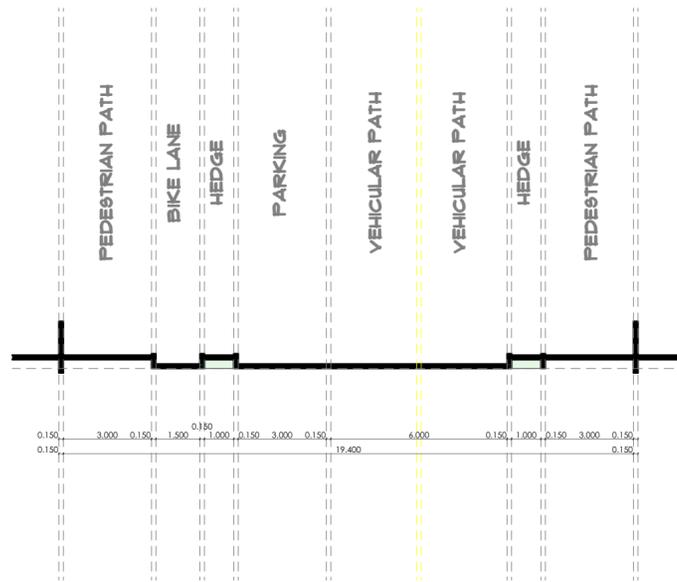 PEDESTRIAN PATH
BIKE LANE
HEDGE
PARKING
VEHICULAR PATH
VEHICULAR PATH
HEDGE
PEDESTRIAN PATH
0.150
0.150 3.000 0.150 1.500 1.000 0.150 3.000 0.150 6.000 0.150 1.000 0.150 3.000 0.150
0.150 19.400 0.150